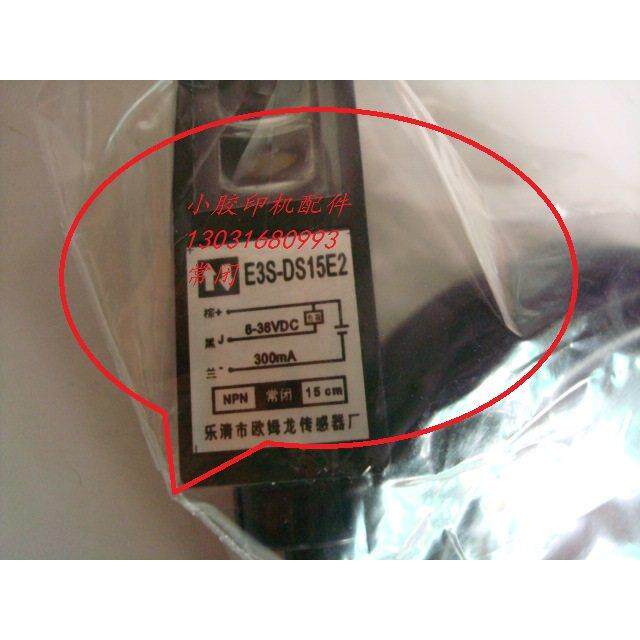 小胶印机配件
13031680993
常闭
E3S-DS15E2
棕+
6-36VDC
黑
300mA
兰-
NPN 常闭 15cm
乐清市欧姆龙传感器厂